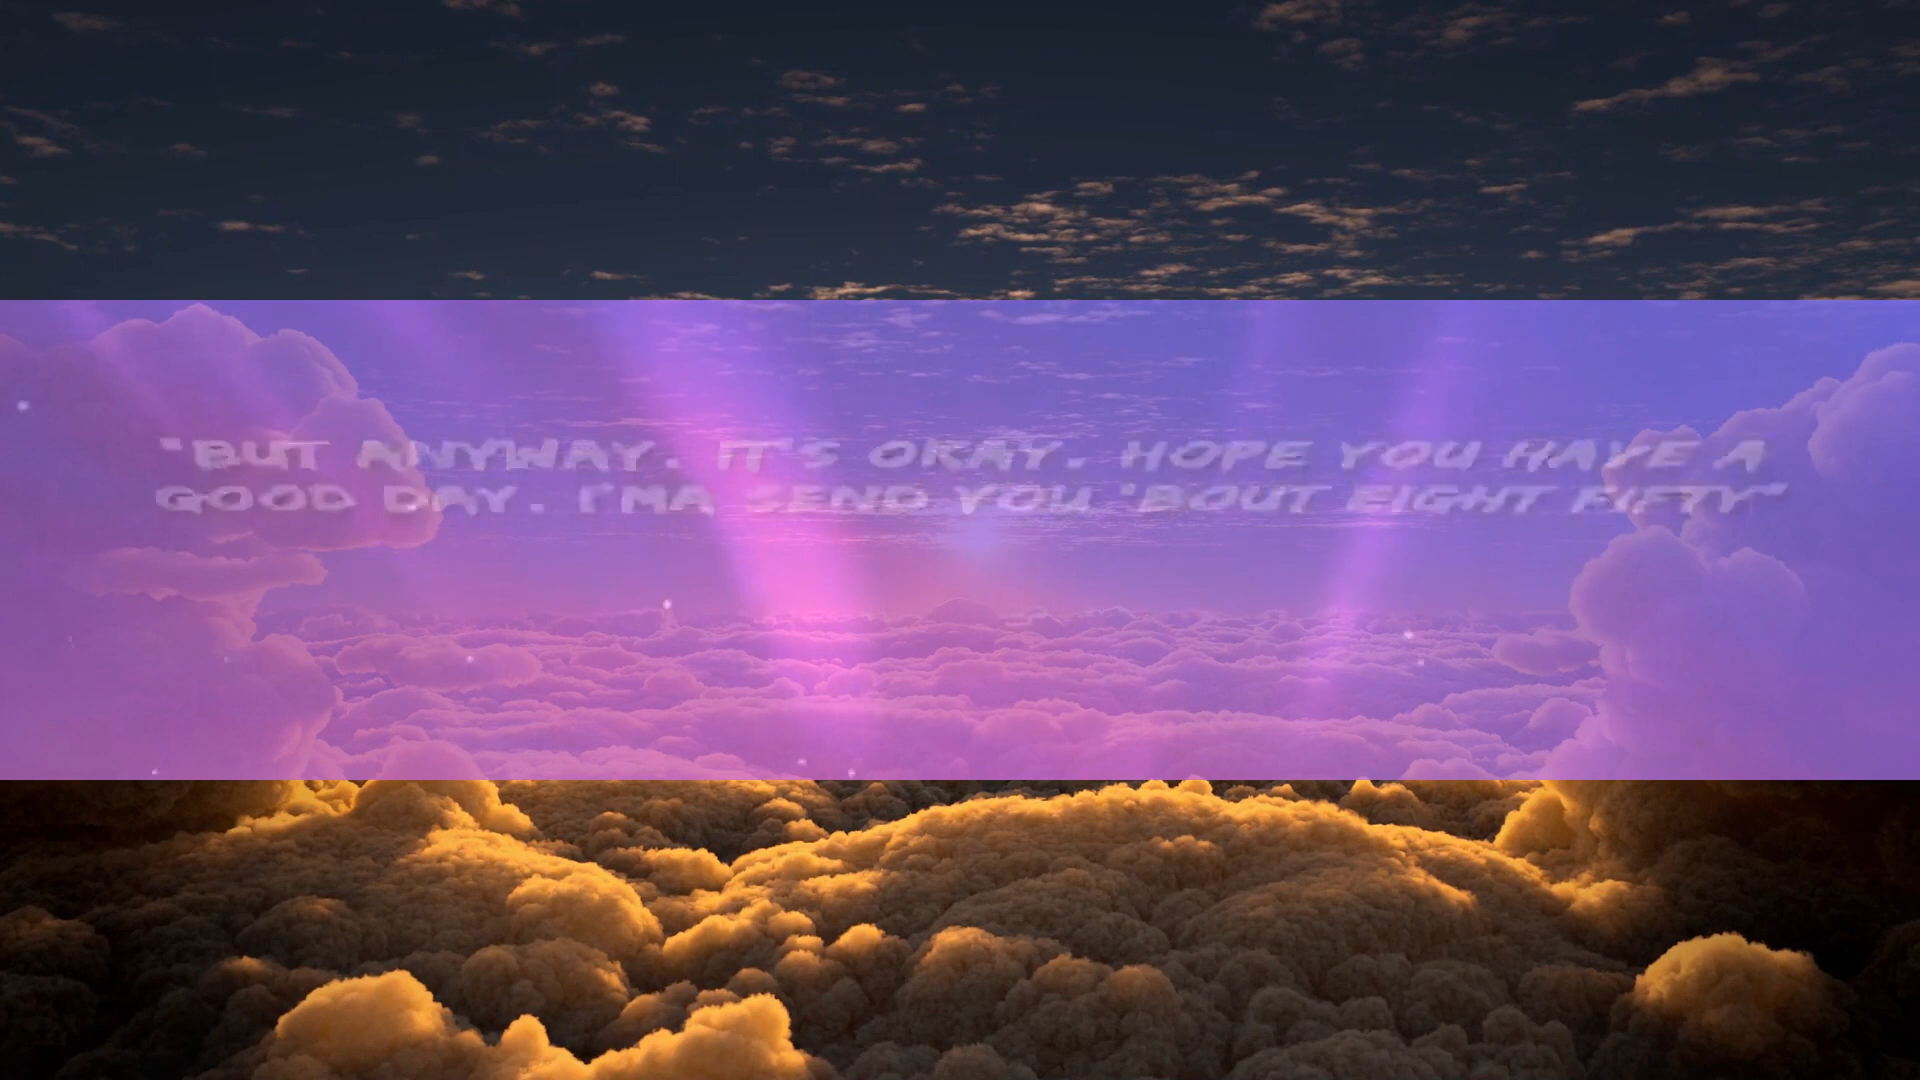 "BUT ANYWAY. IT'S OKAY. HOPE YOU HAVE A
GOOD DAY. I'MA SEND YOU 'BOUT EIGHT FIFTY"